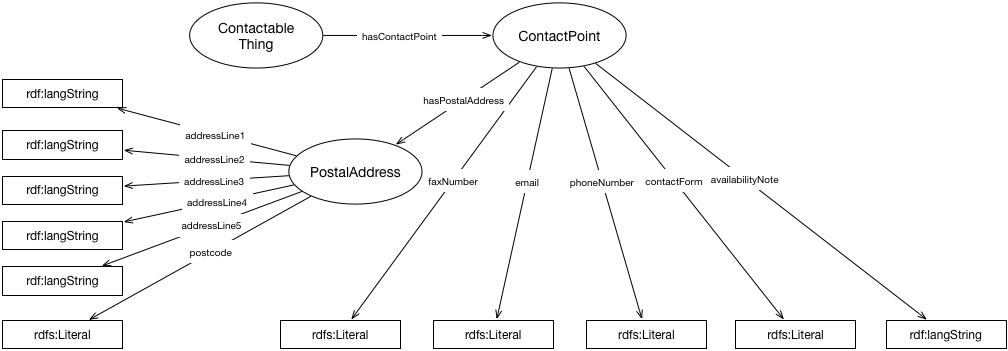 Contactable
Thing
hasContactPoint
ContactPoint
rdf:langString
hasPostalAddress
addressLine1
rdf:langString
addressLine2
PostalAddress
rdf:langString
addressLine3
faxNumber
email
phoneNumber
contactForm
availabilityNote
addressLine4
rdf:langString
addressLine5
postcode
rdf:langString
rdfs:Literal
rdfs:Literal
rdfs:Literal
rdfs:Literal
rdfs:Literal
rdf:langString